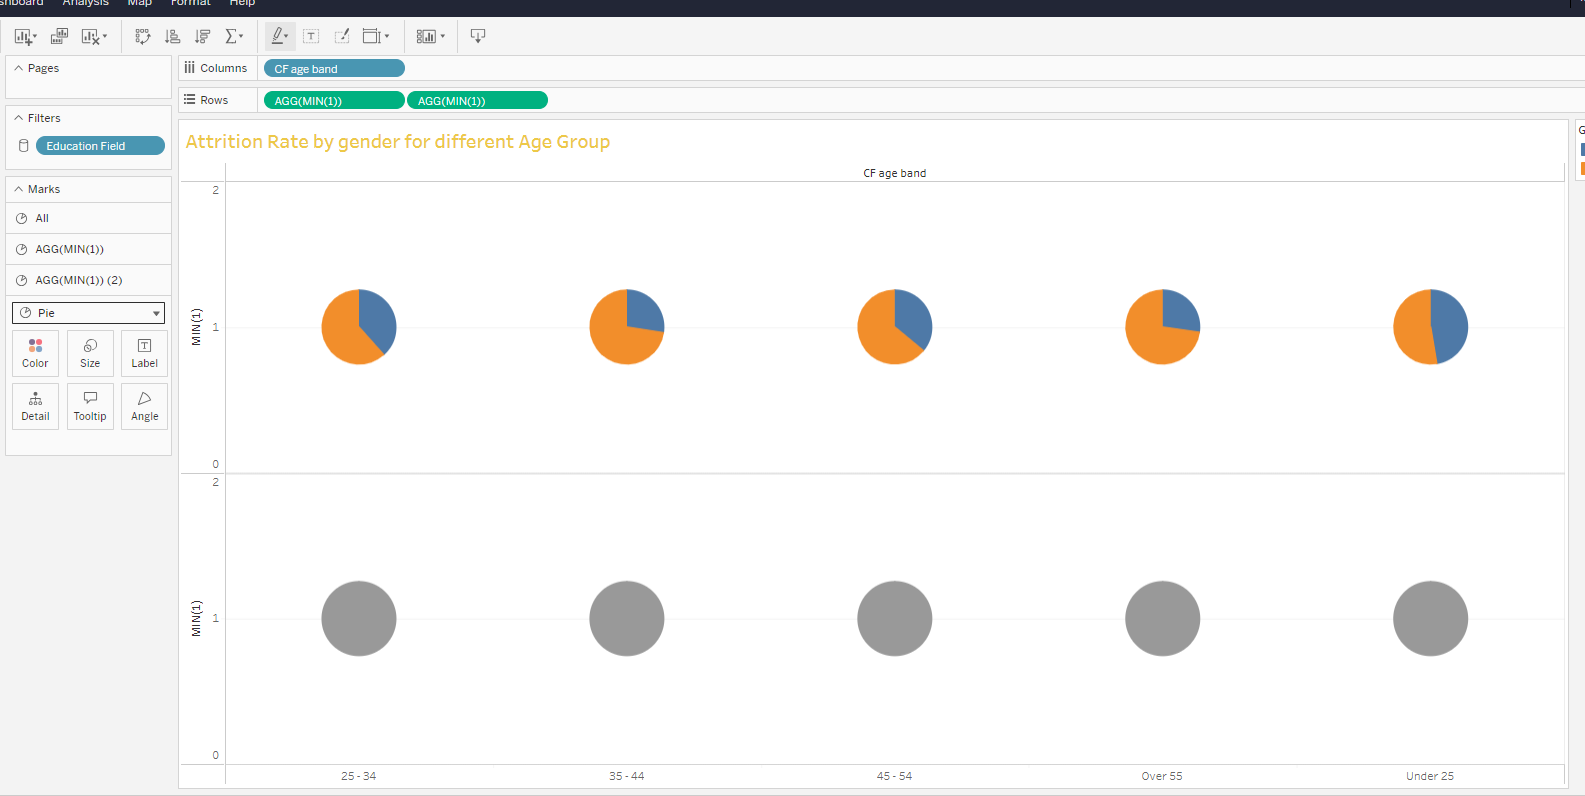 shboard Analysis Map Format Help
Pages
Columns CF age band
Rows AGG(MIN(1)) AGG(MIN(1))
Filters
Education Field
Marks
All
AGG(MIN(1))
AGG(MIN(1)) (2)
Pie
Color Size Label
Detail Tooltip Angle
Attrition Rate by gender for different Age Group
CF age band
2
MIN(1)
1
0
2
MIN(1)
1
0
25 - 34 35 - 44 45 - 54 Over 55 Under 25
G